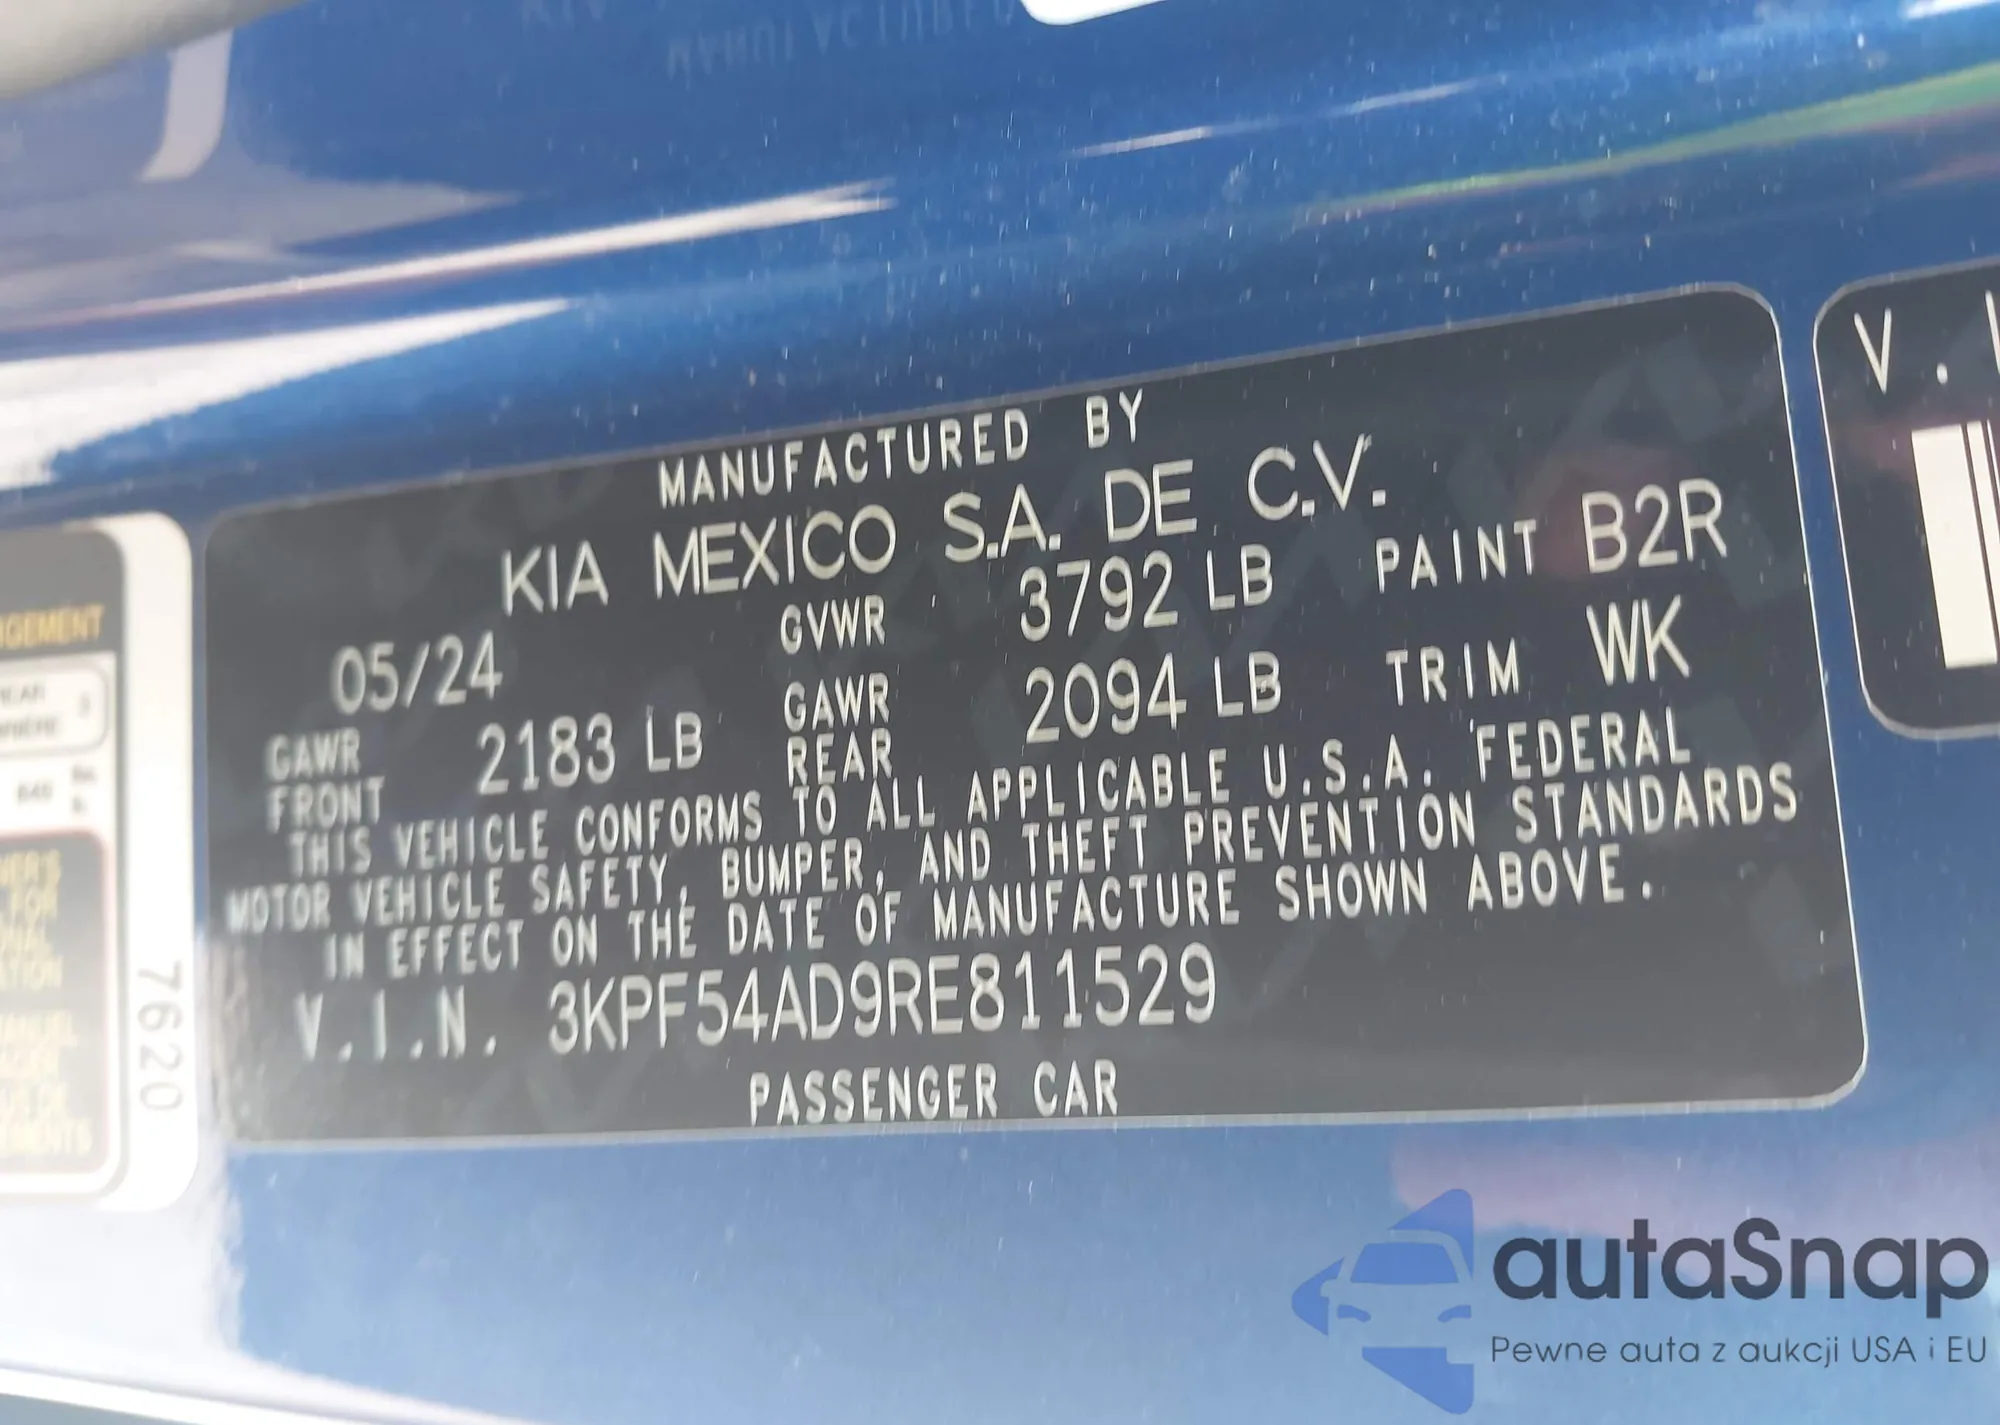 MANUFACTURED BY
KIA MEXICO S.A. DE C.V.
05/24 GVWR 3792 LB PAINT B2R
GAWR FRONT 2183 LB GAWR REAR 2094 LB TRIM WK
THIS VEHICLE CONFORMS TO ALL APPLICABLE U.S.A. FEDERAL
MOTOR VEHICLE SAFETY, BUMPER, AND THEFT PREVENTION STANDARDS
IN EFFECT ON THE DATE OF MANUFACTURE SHOWN ABOVE.
V.I.N. 3KPF54AD9RE811529
PASSENGER CAR
7620
V.I
autaSnap
Pewne auta z aukcji USA i EU